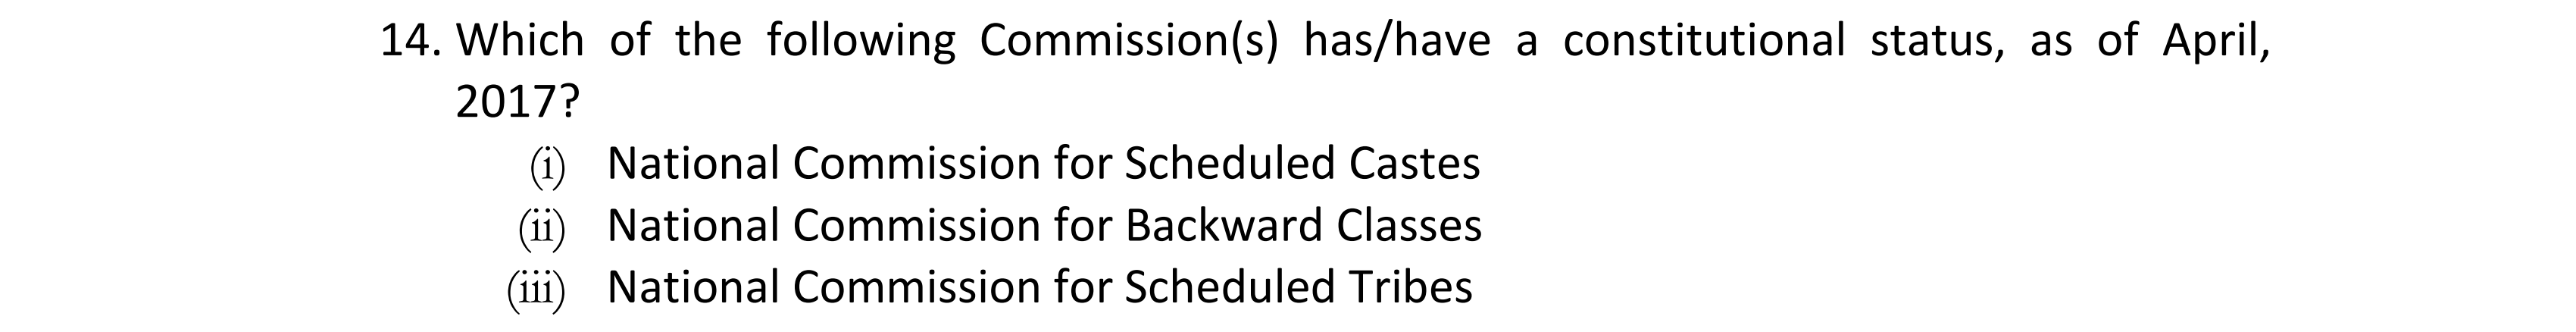 14. Which of the following Commission(s) has/have a constitutional status, as of April,
2017?
(i) National Commission for Scheduled Castes
(ii) National Commission for Backward Classes
(iii) National Commission for Scheduled Tribes